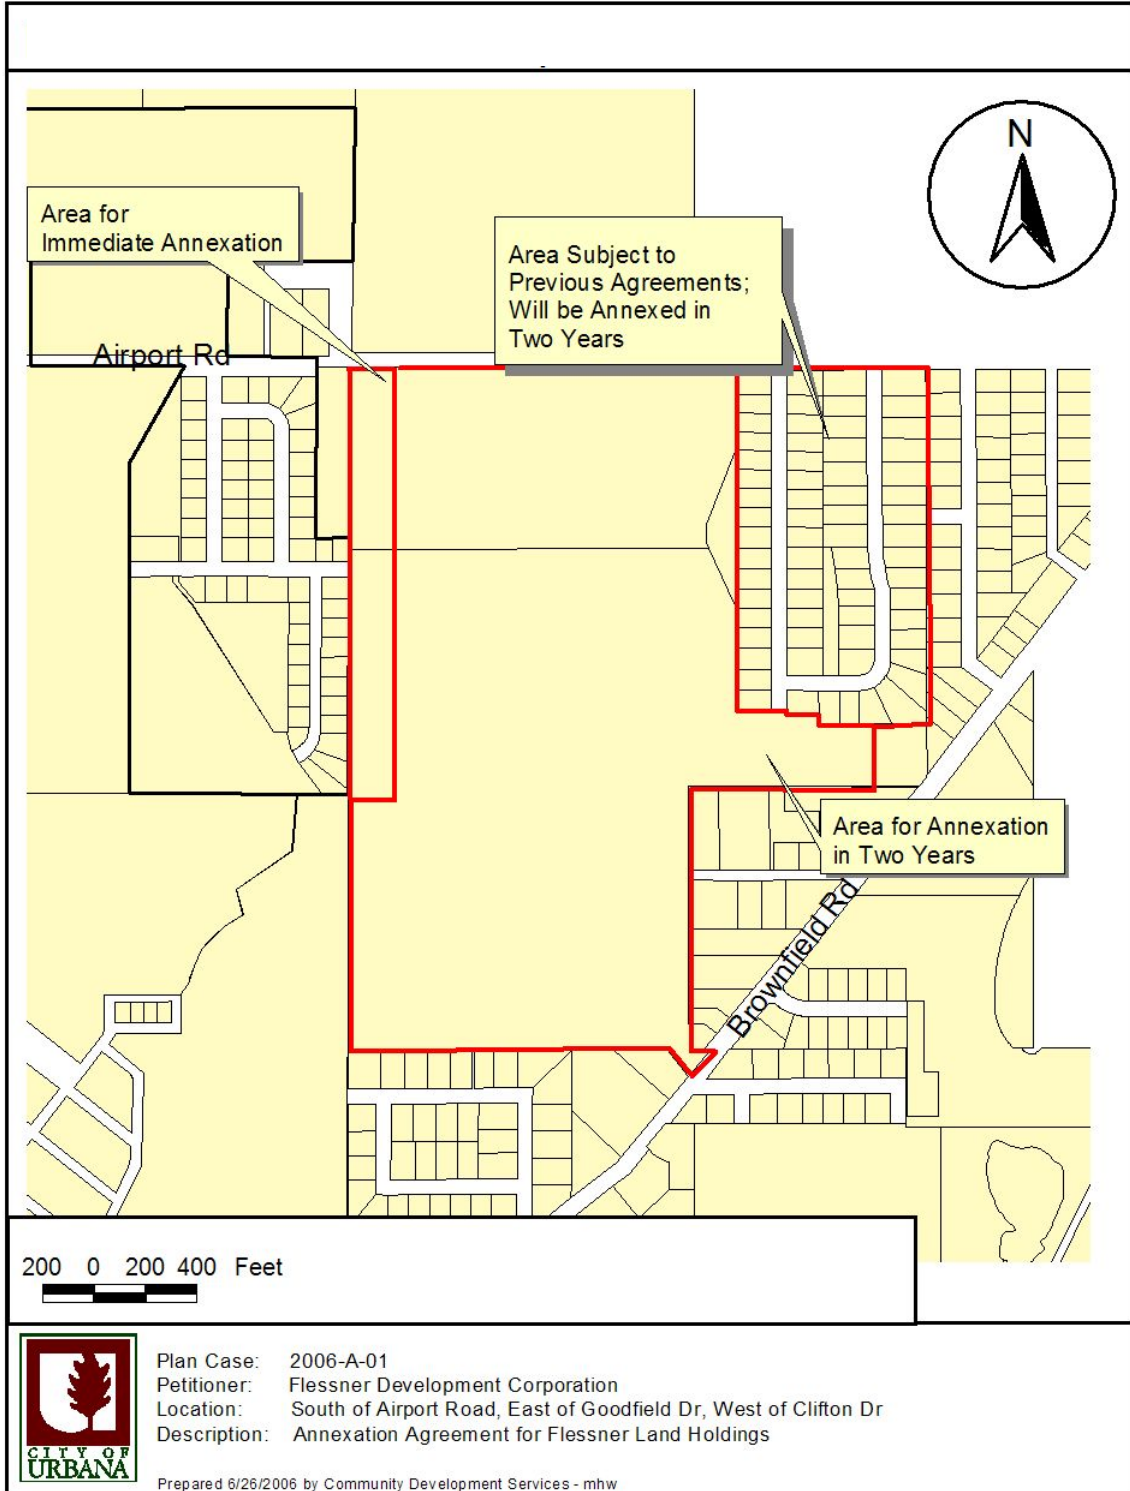 N
Area for
Immediate Annexation
Area Subject to
Previous Agreements;
Will be Annexed in
Two Years
Airport Rd
Area for Annexation
in Two Years
Brownfield Rd
200 0 200 400 Feet
Plan Case: 2006-A-01
Petitioner: Flessner Development Corporation
Location: South of Airport Road, East of Goodfield Dr, West of Clifton Dr
Description: Annexation Agreement for Flessner Land Holdings
CITY OF
URBANA
Prepared 6/26/2006 by Community Development Services - mhw